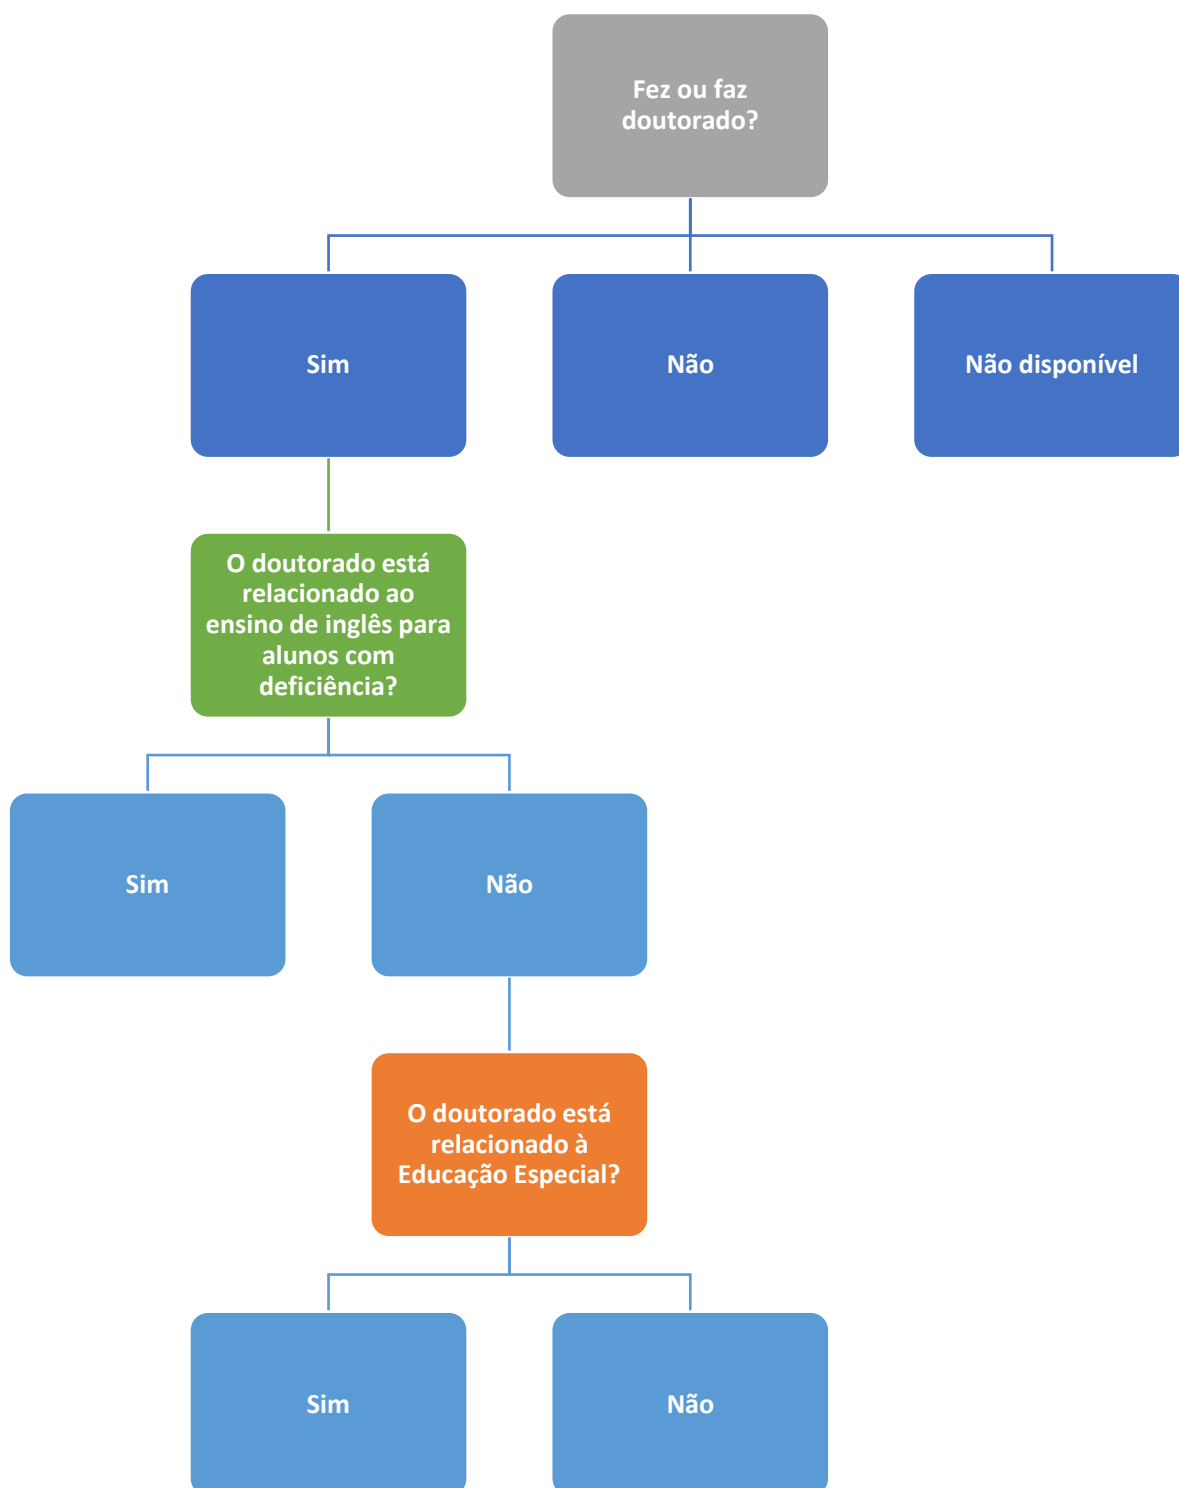 Fez ou faz
doutorado?
Sim
Não
Não disponível
O doutorado está
relacionado ao
ensino de inglês para
alunos com
deficiência?
Sim
Não
O doutorado está
relacionado à
Educação Especial?
Sim
Não